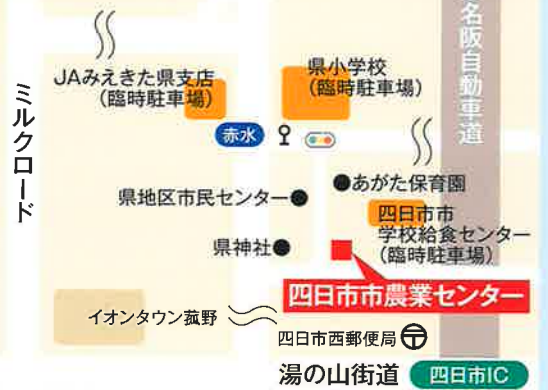 名阪自動車道
JAみえきた県支店
(臨時駐車場)
県小学校
(臨時駐車場)
ミルクロード
赤水
あがた保育園
県地区市民センター
四日市市
学校給食センター
(臨時駐車場)
県神社
四日市市農業センター
イオンタウン菰野
四日市西郵便局
湯の山街道
四日市IC